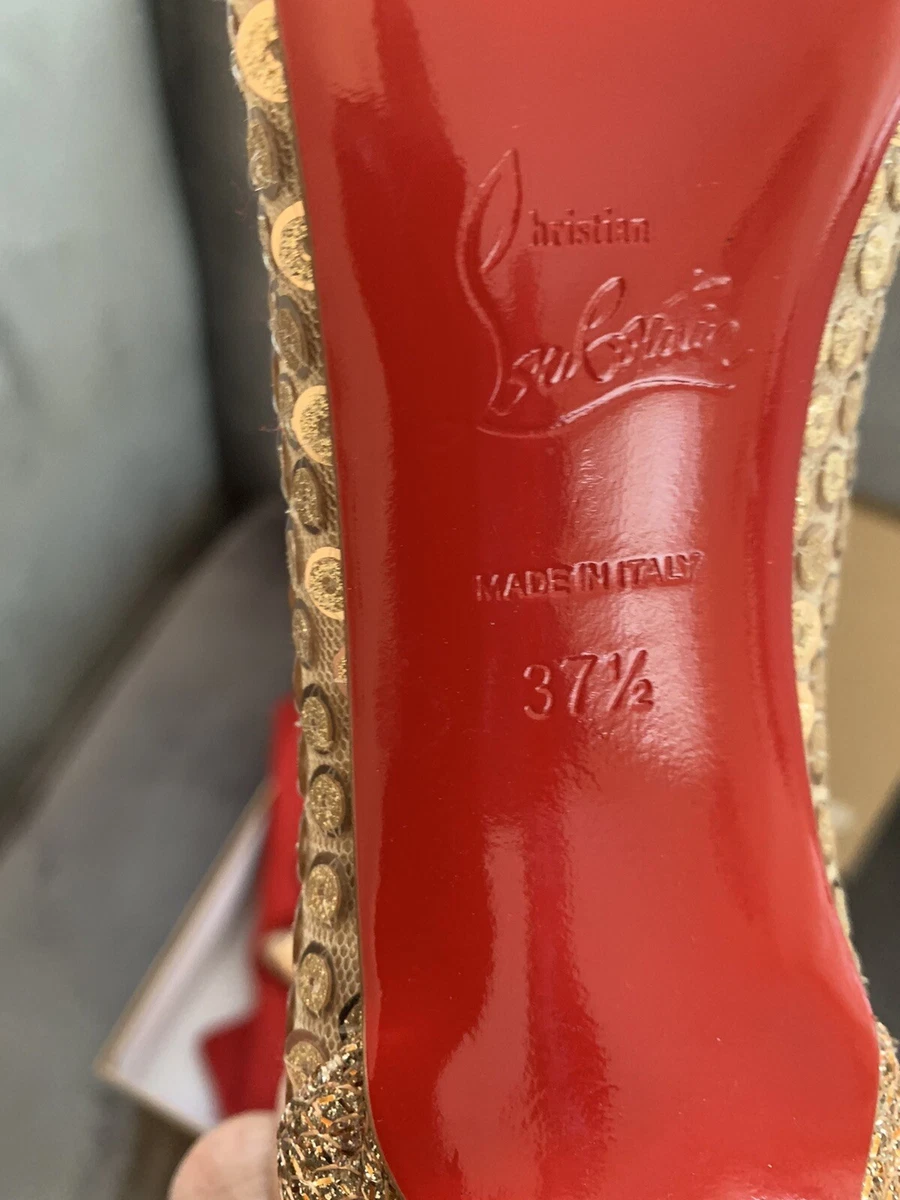 Christian
Louboutin
MADE IN ITALY
37½